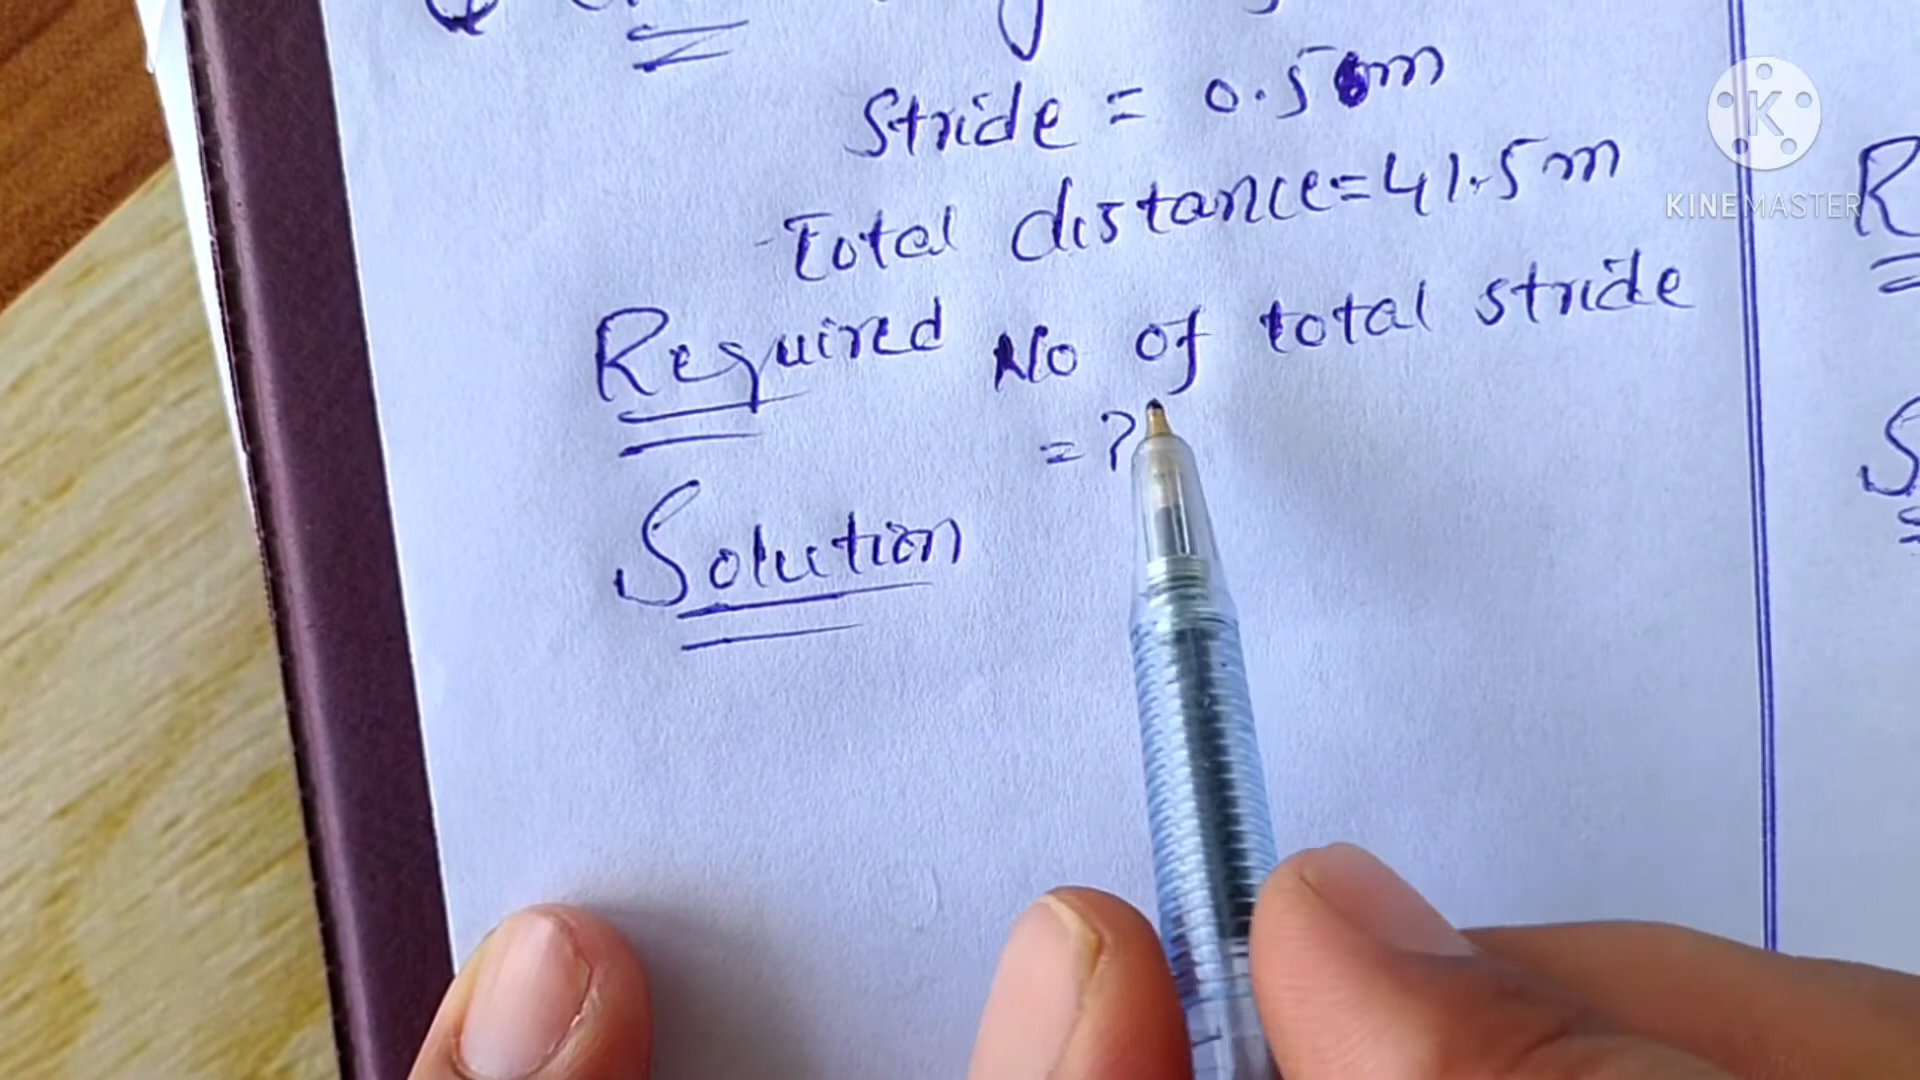 Stride = 0.5m
Total distance=41.5m
Required No of total stride
= ?
Solution
KINEMASTER
R
S